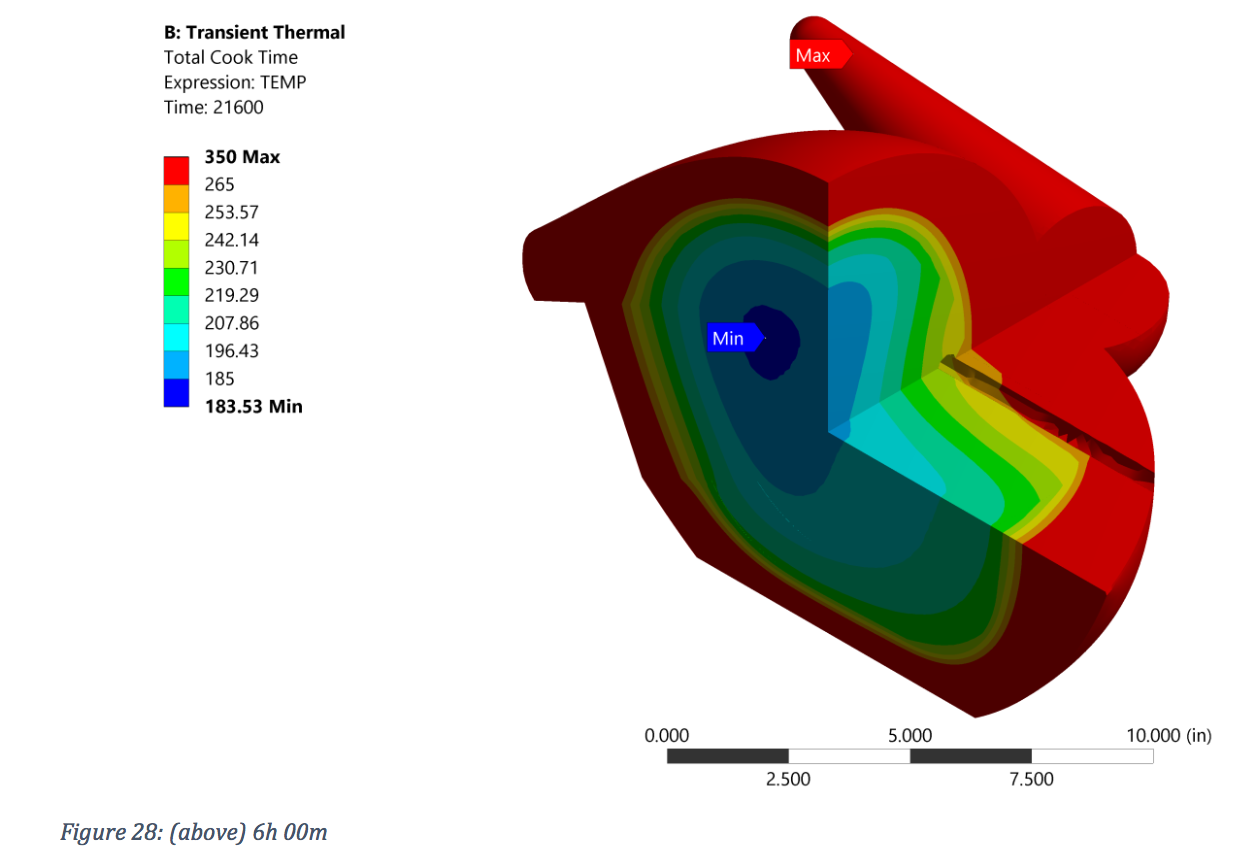 B: Transient Thermal
Total Cook Time
Expression: TEMP
Time: 21600
350 Max
265
253.57
242.14
230.71
219.29
207.86
196.43
185
183.53 Min
Max
Min
0.000 5.000 10.000 (in)
2.500 7.500
Figure 28: (above) 6h 00m